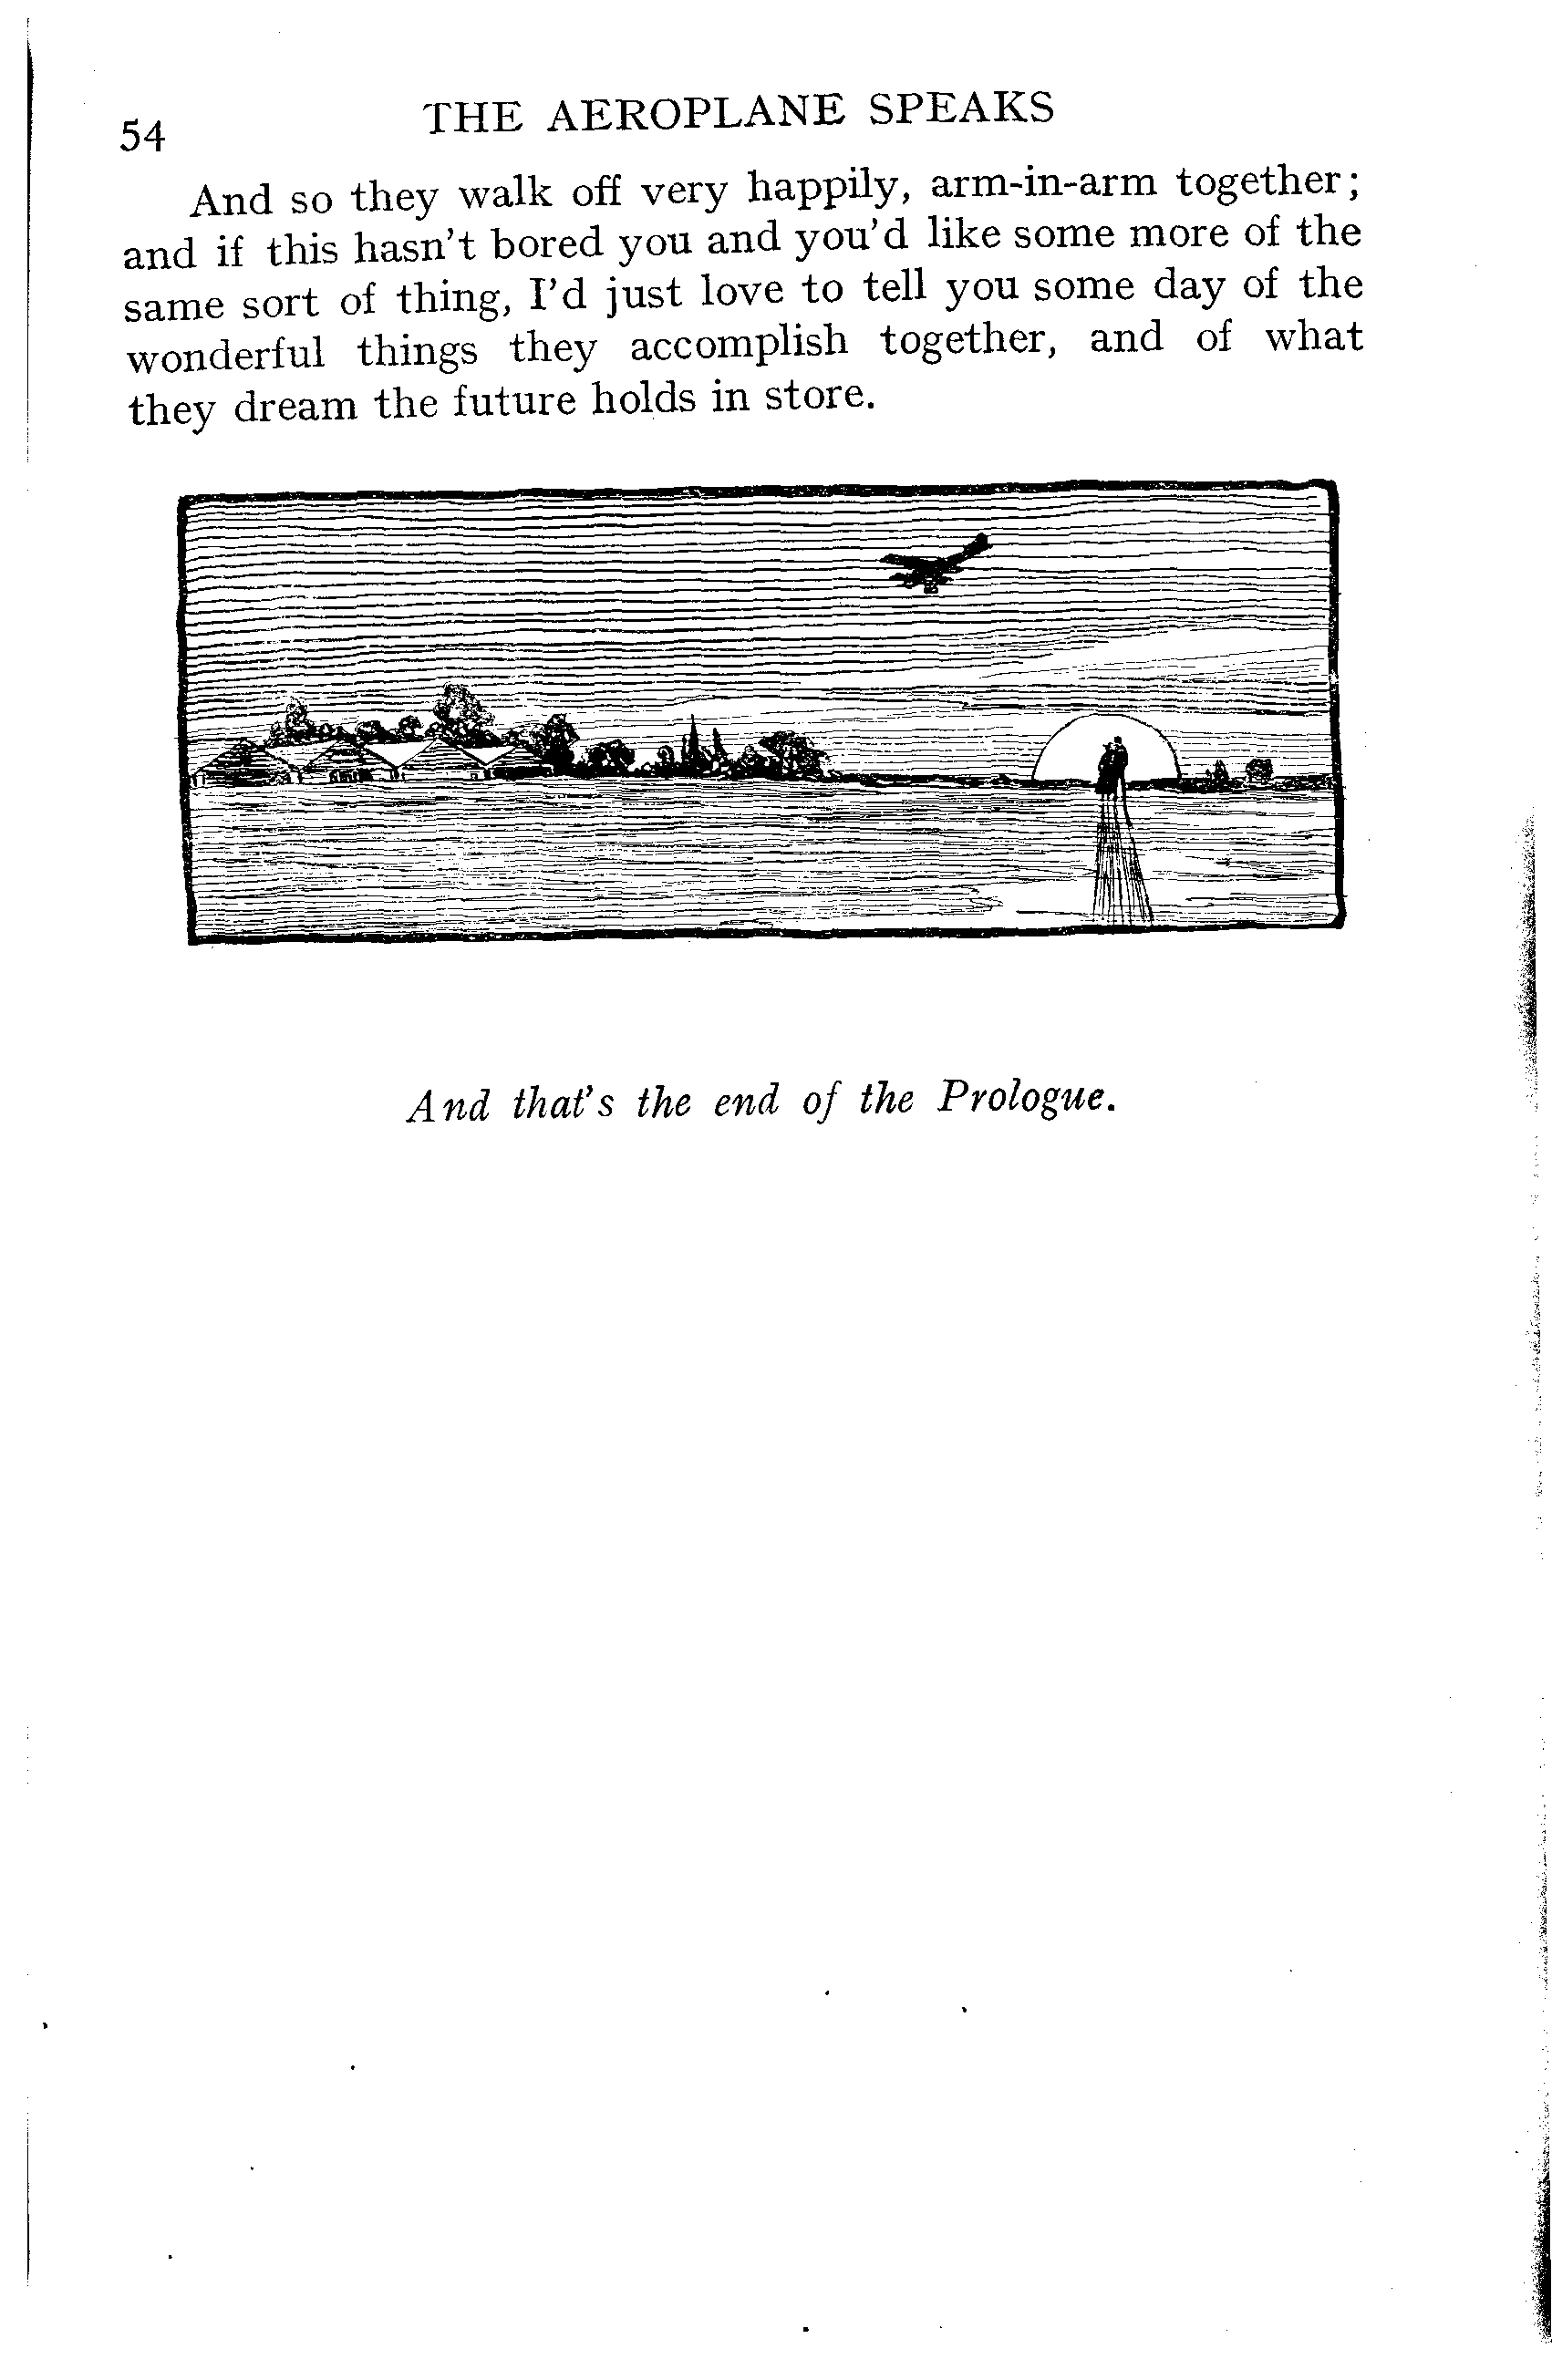 54
THE AEROPLANE SPEAKS
And so they walk off very happily, arm-in-arm together;
and if this hasn't bored you and you'd like some more of the
same sort of thing, I'd just love to tell you some day of the
wonderful things they accomplish together, and of what
they dream the future holds in store.
And that's the end of the Prologue.